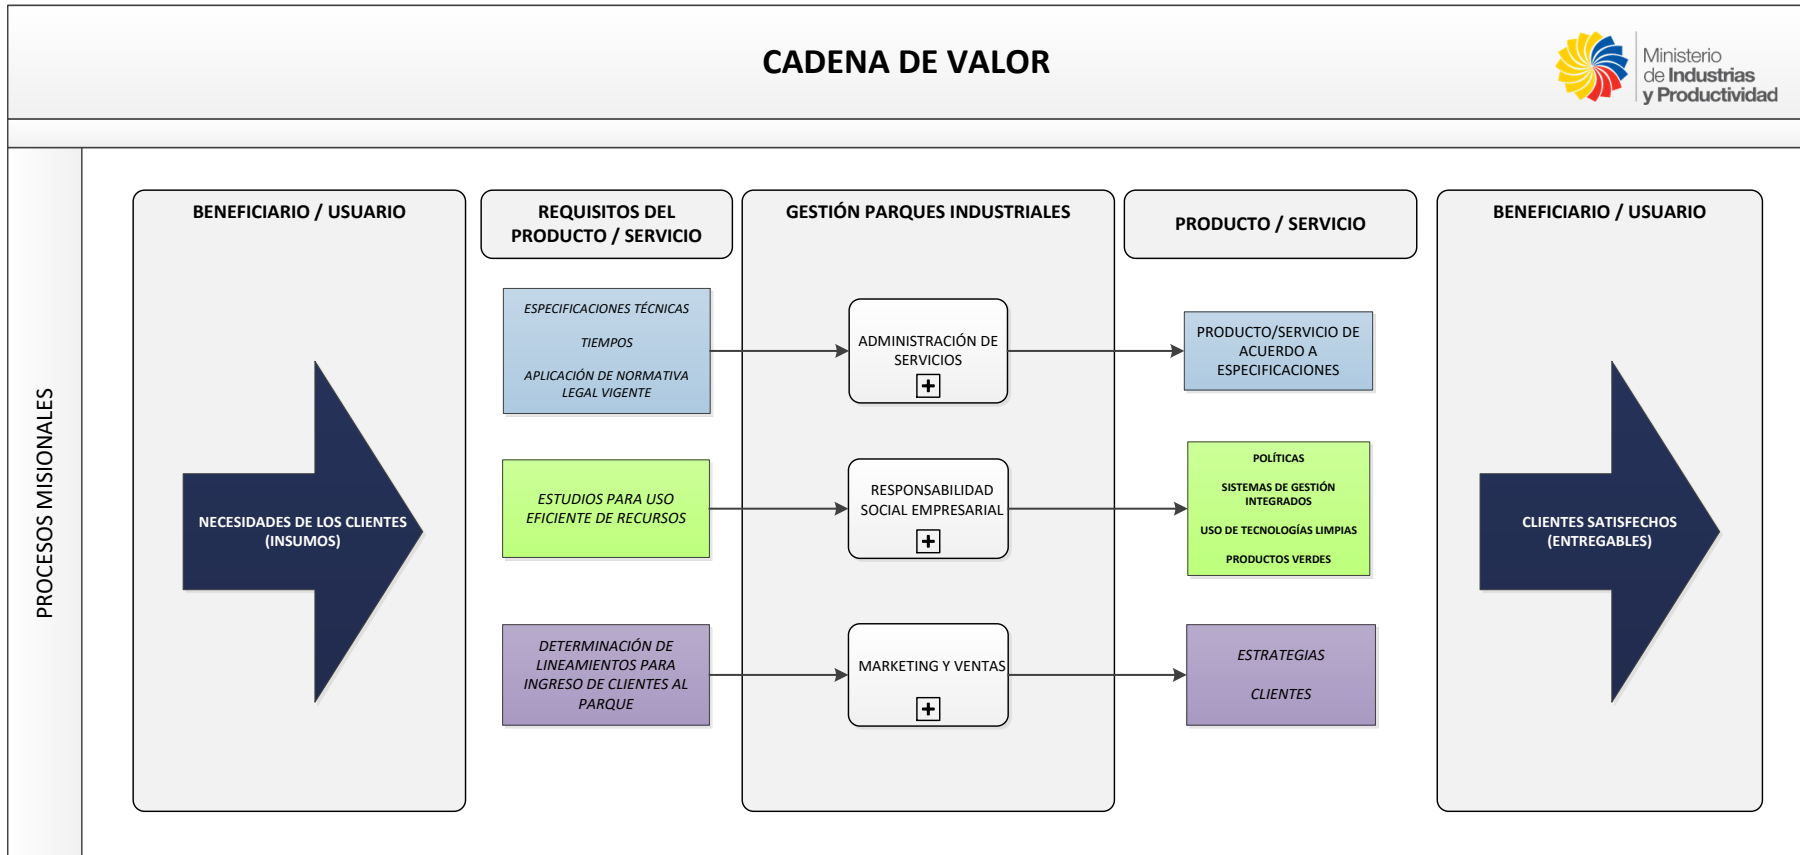 CADENA DE VALOR
Ministerio
de Industrias
y Productividad
PROCESOS MISIONALES
BENEFICIARIO / USUARIO
NECESIDADES DE LOS CLIENTES
(INSUMOS)
REQUISITOS DEL
PRODUCTO / SERVICIO
ESPECIFICACIONES TÉCNICAS
TIEMPOS
APLICACIÓN DE NORMATIVA
LEGAL VIGENTE
ESTUDIOS PARA USO
EFICIENTE DE RECURSOS
DETERMINACIÓN DE
LINEAMIENTOS PARA
INGRESO DE CLIENTES AL
PARQUE
GESTIÓN PARQUES INDUSTRIALES
ADMINISTRACIÓN DE
SERVICIOS
RESPONSABILIDAD
SOCIAL EMPRESARIAL
MARKETING Y VENTAS
PRODUCTO / SERVICIO
PRODUCTO/SERVICIO DE
ACUERDO A
ESPECIFICACIONES
POLÍTICAS
SISTEMAS DE GESTIÓN
INTEGRADOS
USO DE TECNOLOGÍAS LIMPIAS
PRODUCTOS VERDES
ESTRATEGIAS
CLIENTES
BENEFICIARIO / USUARIO
CLIENTES SATISFECHOS
(ENTREGABLES)